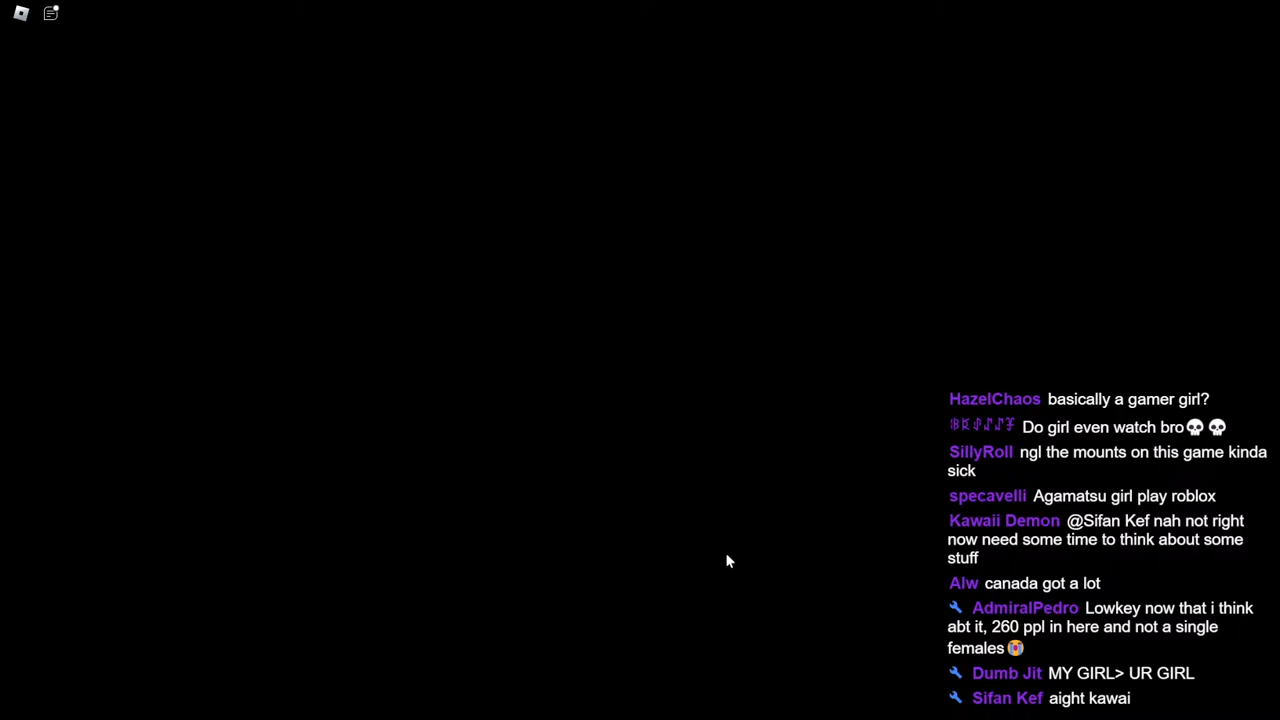 HazelChaos basically a gamer girl?
Do girl even watch bro💀💀
SillyRoll ngl the mounts on this game kinda
sick
specavelli Agamatsu girl play roblox
Kawaii Demon @Sifan Kef nah not right
now need some time to think about some
stuff
Alw canada got a lot
AdmiralPedro Lowkey now that i think
abt it, 260 ppl in here and not a single
females😭
Dumb Jit MY GIRL> UR GIRL
Sifan Kef aight kawai